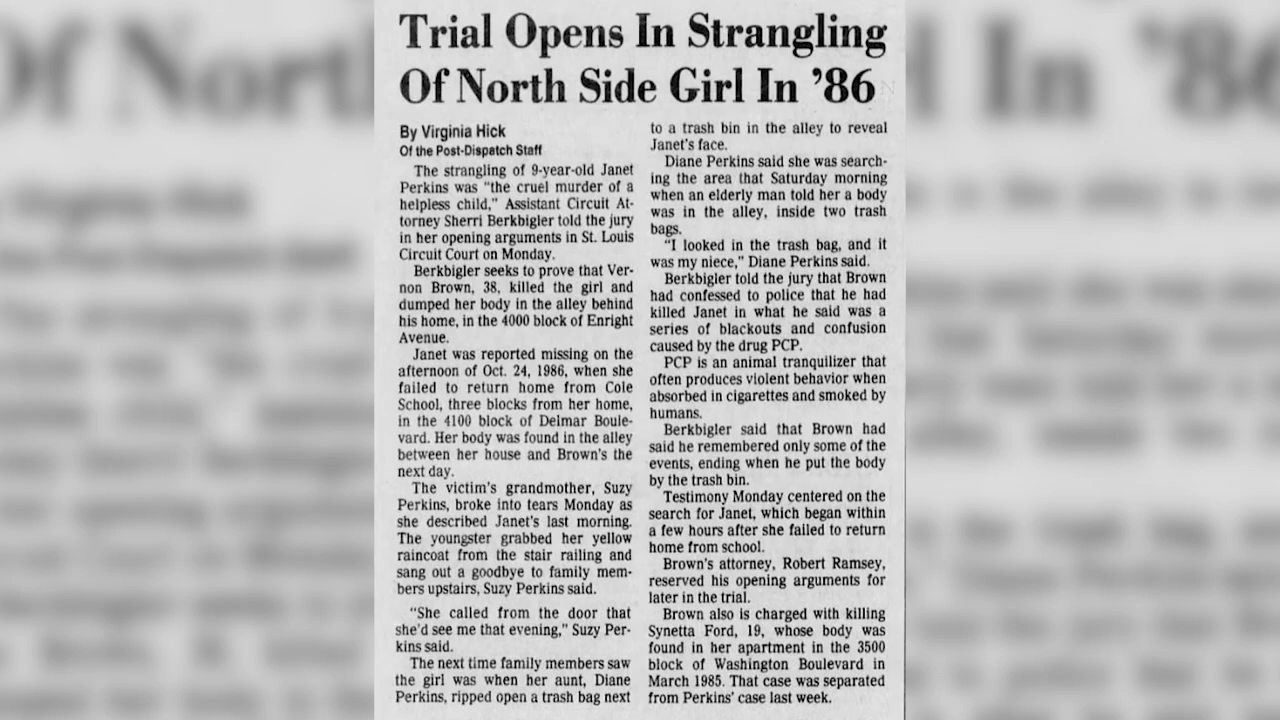 Trial Opens In Strangling
Of North Side Girl In '86
By Virginia Hick
Of the Post-Dispatch Staff
The strangling of 9-year-old Janet
Perkins was "the cruel murder of a
helpless child," Assistant Circuit At-
torney Sherri Berkbigler told the jury
in her opening arguments in St. Louis
Circuit Court on Monday.
Berkbigler seeks to prove that Ver-
non Brown, 38, killed the girl and
dumped her body in the alley behind
his home, in the 4000 block of Enright
Avenue.
Janet was reported missing on the
afternoon of Oct. 24, 1986, when she
failed to return home from Cole
School, three blocks from her home,
in the 4100 block of Delmar Boule-
vard. Her body was found in the alley
between her house and Brown's the
next day.
The victim's grandmother, Suzy
Perkins, broke into tears Monday as
she described Janet's last morning.
The youngster grabbed her yellow
raincoat from the stair railing and
sang out a goodbye to family mem-
bers upstairs, Suzy Perkins said.
"She called from the door that
she'd see me that evening," Suzy Per-
kins said.
The next time family members saw
the girl was when her aunt, Diane
Perkins, ripped open a trash bag next
to a trash bin in the alley to reveal
Janet's face.
Diane Perkins said she was search-
ing the area that Saturday morning
when an elderly man told her a body
was in the alley, inside two trash
bags.
"I looked in the trash bag, and it
was my niece," Diane Perkins said.
Berkbigler told the jury that Brown
had confessed to police that he had
killed Janet in what he said was a
series of blackouts and confusion
caused by the drug PCP.
PCP is an animal tranquilizer that
often produces violent behavior when
absorbed in cigarettes and smoked by
humans.
Berkbigler said that Brown had
said he remembered only some of the
events, ending when he put the body
by the trash bin.
Testimony Monday centered on the
search for Janet, which began within
a few hours after she failed to return
home from school.
Brown's attorney, Robert Ramsey,
reserved his opening arguments for
later in the trial.
Brown also is charged with killing
Synetta Ford, 19, whose body was
found in her apartment in the 3500
block of Washington Boulevard in
March 1985. That case was separated
from Perkins' case last week.